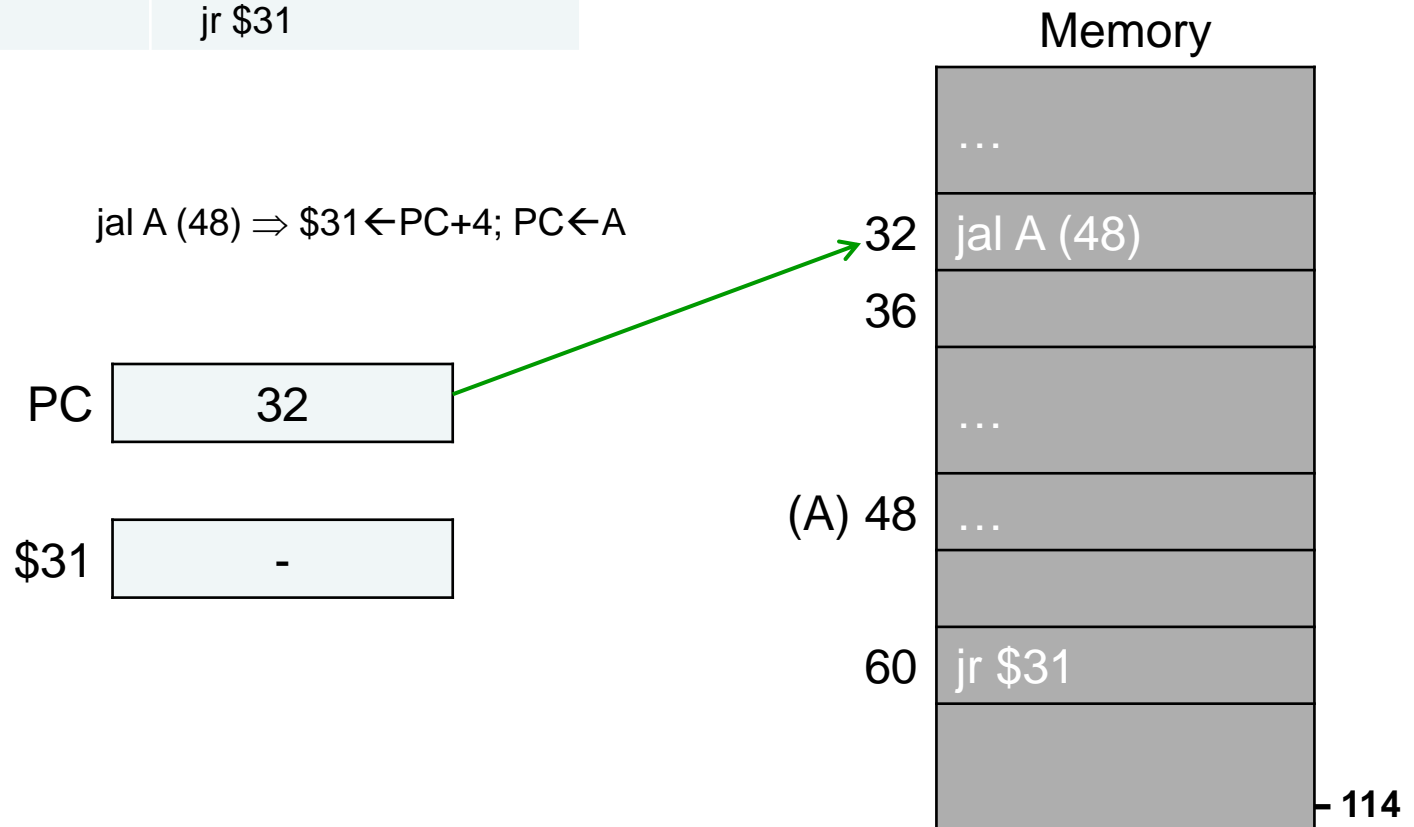 jr $31
Memory
…
jal A (48) ⇒ $31←PC+4; PC←A
32 jal A (48)
36
PC 32
…
(A) 48 …
$31 -
60 jr $31
- 114